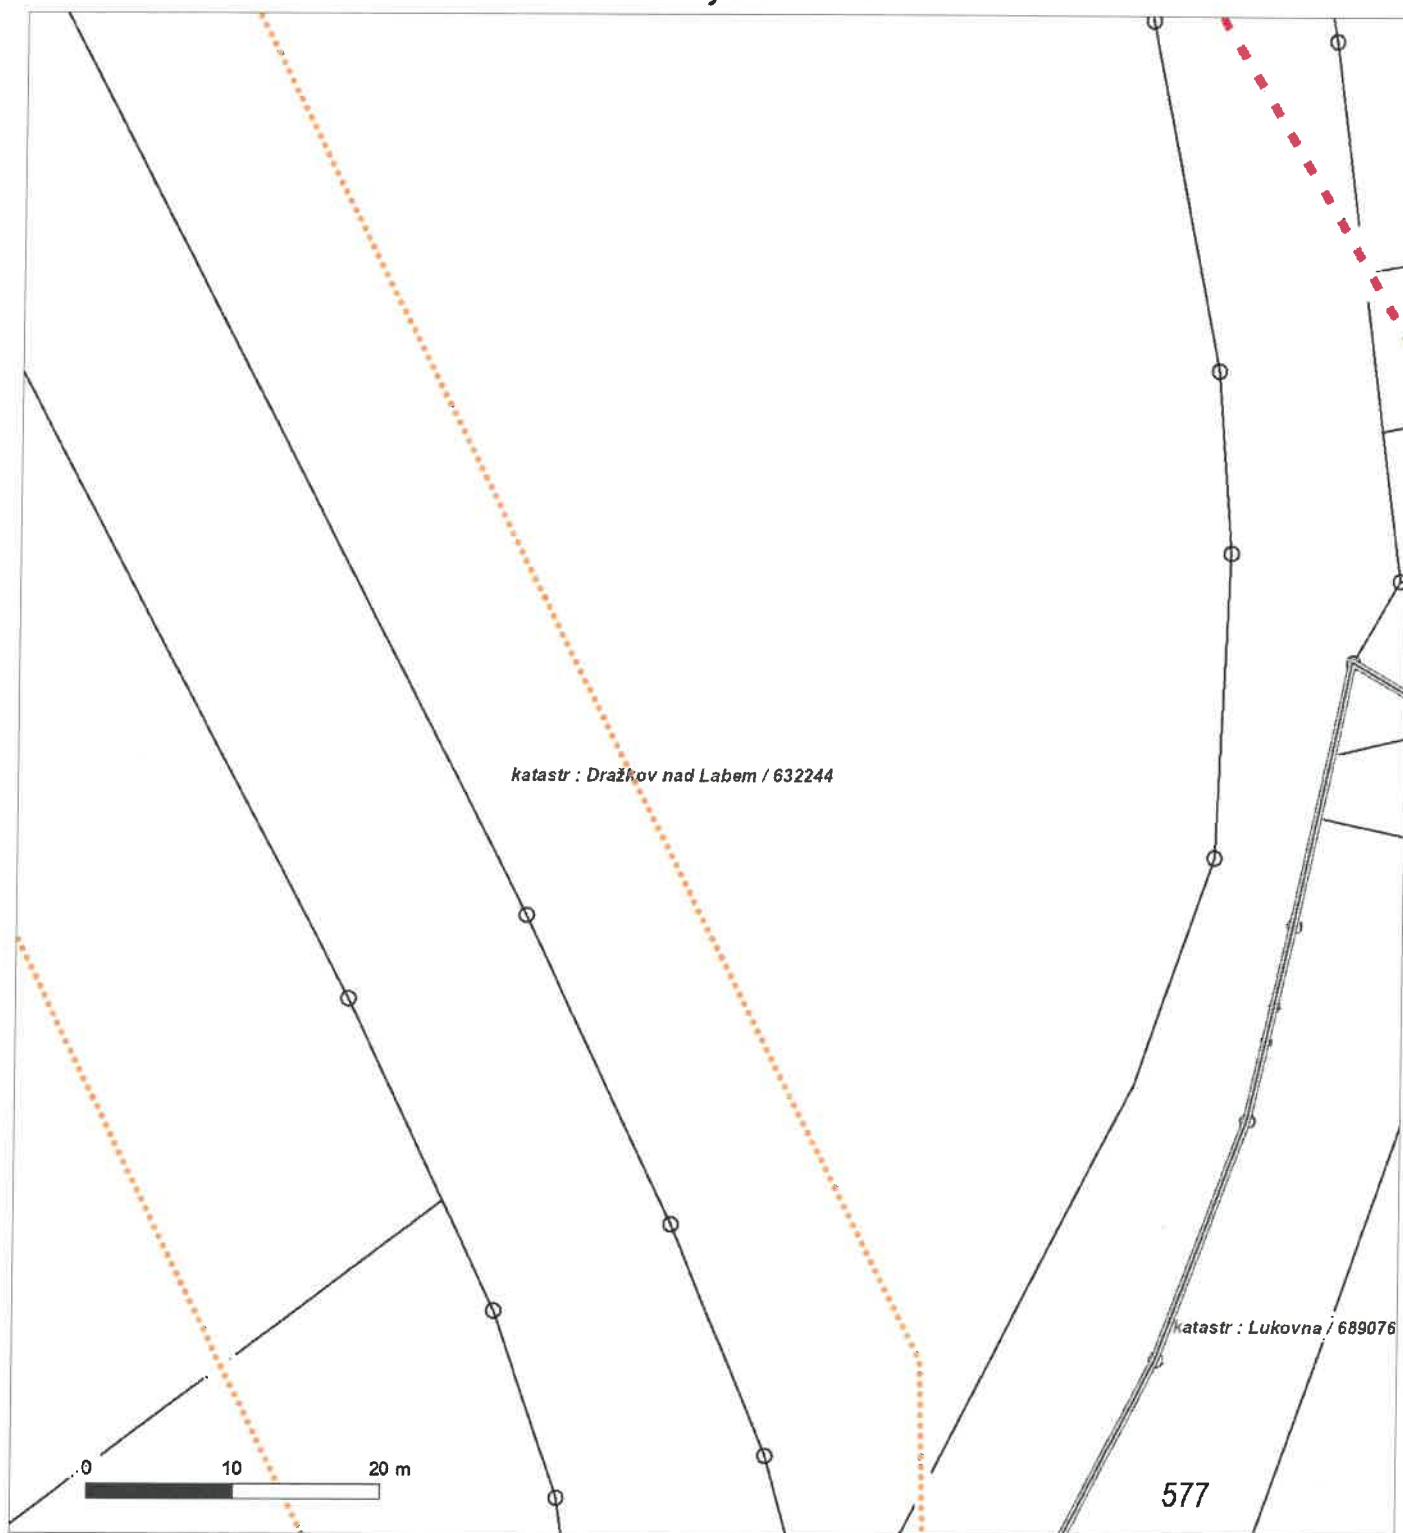 katastr : Dražkov nad Labem / 632244
katastr : Lukovna / 689076
0 10 20 m
577